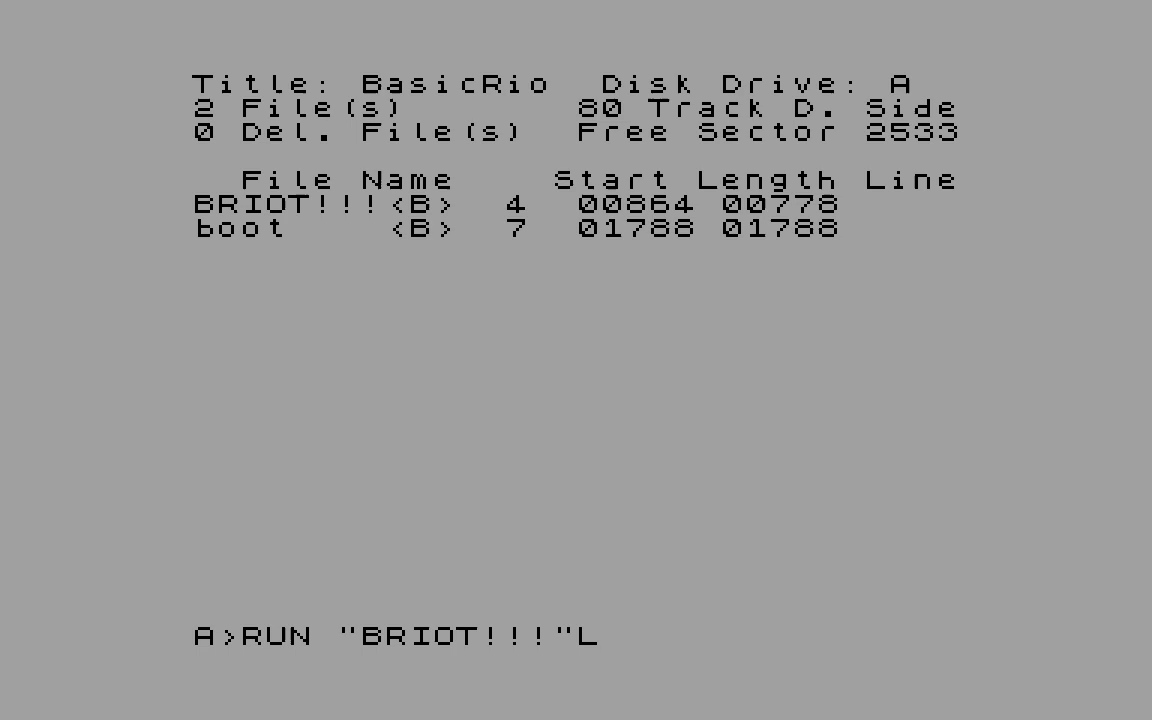 Title: BasicRio  Disk Drive: A
2 File(s)       80 Track D. Side
0 Del. File(s)  Free Sector 2533
  File Name    Start Length Line
BRIOT!!!<B>  4  00864 00778
boot    <B>  7  01788 01788
A>RUN "BRIOT!!!"L